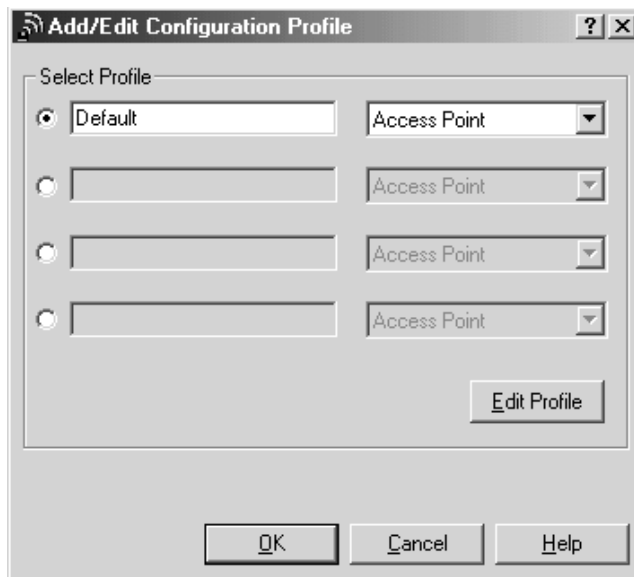 Add/Edit Configuration Profile
Select Profile
Default Access Point
Access Point
Access Point
Access Point
Edit Profile
OK Cancel Help